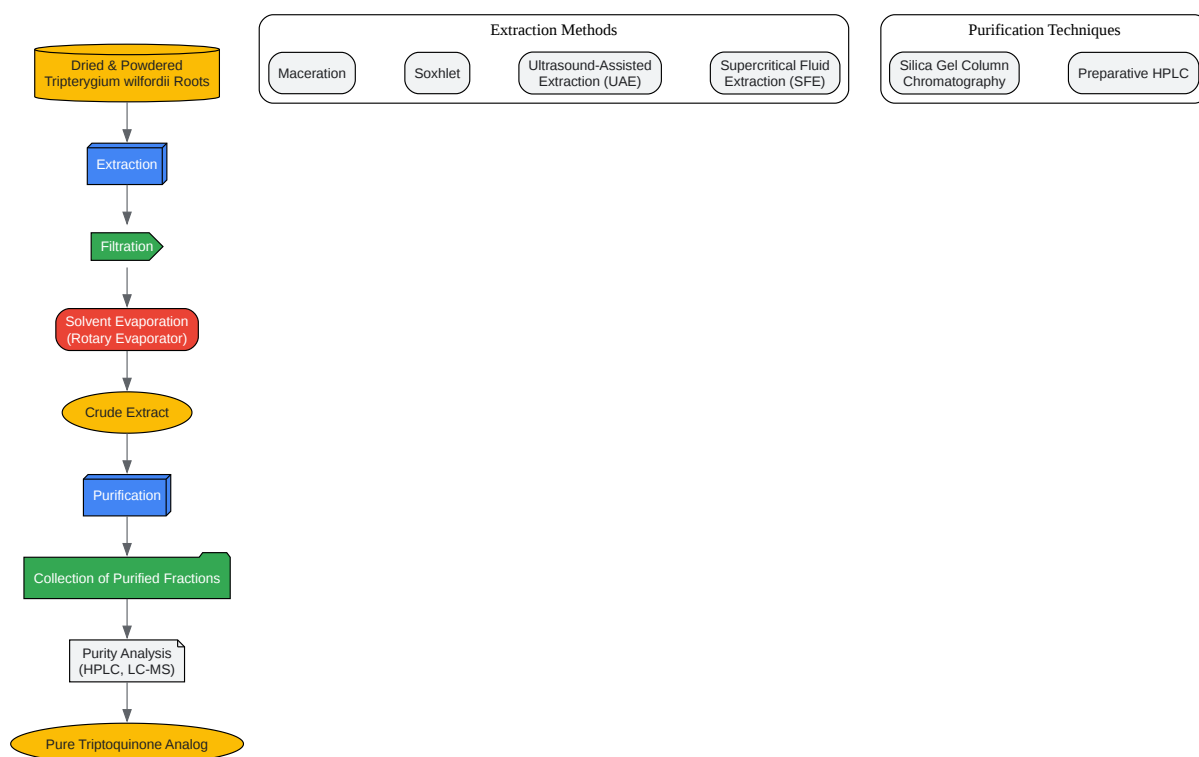 Dried & Powdered
Tripterygium wilfordii Roots
Extraction
Filtration
Solvent Evaporation
(Rotary Evaporator)
Crude Extract
Purification
Collection of Purified Fractions
Purity Analysis
(HPLC, LC-MS)
Pure Triptoquinone Analog
Extraction Methods
Maceration
Soxhlet
Ultrasound-Assisted
Extraction (UAE)
Supercritical Fluid
Extraction (SFE)
Purification Techniques
Silica Gel Column
Chromatography
Preparative HPLC